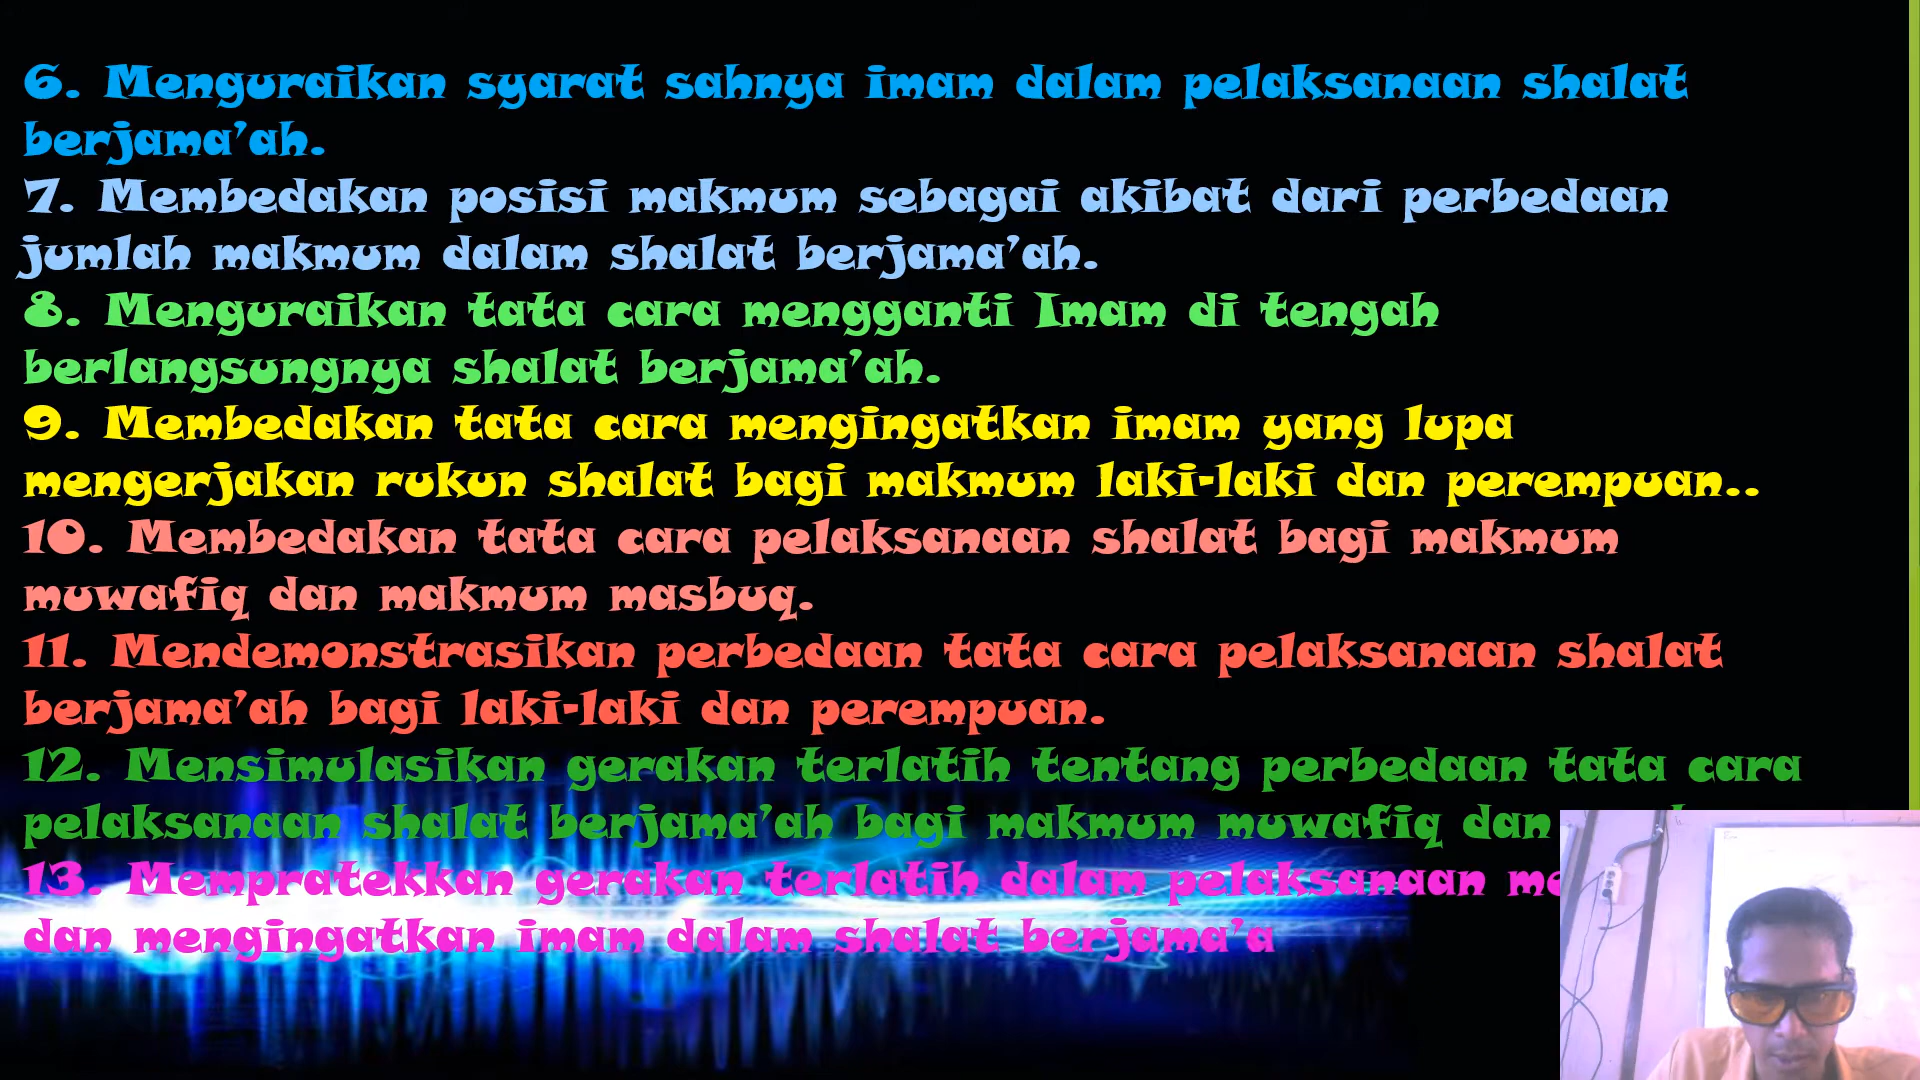 6. Menguraikan syarat sahnya imam dalam pelaksanaan shalat
berjama'ah.
7. Membedakan posisi makmum sebagai akibat dari perbedaan
jumlah makmum dalam shalat berjama'ah.
8. Menguraikan tata cara mengganti Imam di tengah
berlangsungnya shalat berjama'ah.
9. Membedakan tata cara mengingatkan imam yang lupa
mengerjakan rukun shalat bagi makmum laki-laki dan perempuan..
10. Membedakan tata cara pelaksanaan shalat bagi makmum
muwafiq dan makmum masbuq.
11. Mendemonstrasikan perbedaan tata cara pelaksanaan shalat
berjama'ah bagi laki-laki dan perempuan.
12. Mensimulasikan gerakan terlatih tentang perbedaan tata cara
pelaksanaan shalat berjama'ah bagi makmum muwafiq dan
13. Mempratekkan gerakan terlatih dalam pelaksanaan
dan mengingatkan imam dalam shalat berjama'a